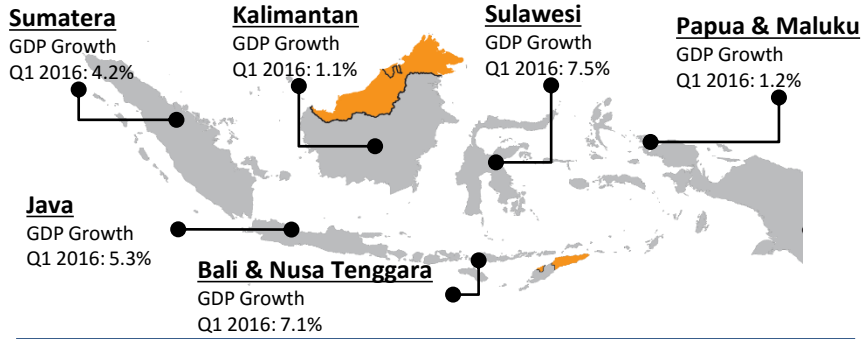 Sumatera
GDP Growth
Q1 2016: 4.2%
Kalimantan
GDP Growth
Q1 2016: 1.1%
Sulawesi
GDP Growth
Q1 2016: 7.5%
Papua & Maluku
GDP Growth
Q1 2016: 1.2%
Java
GDP Growth
Q1 2016: 5.3%
Bali & Nusa Tenggara
GDP Growth
Q1 2016: 7.1%